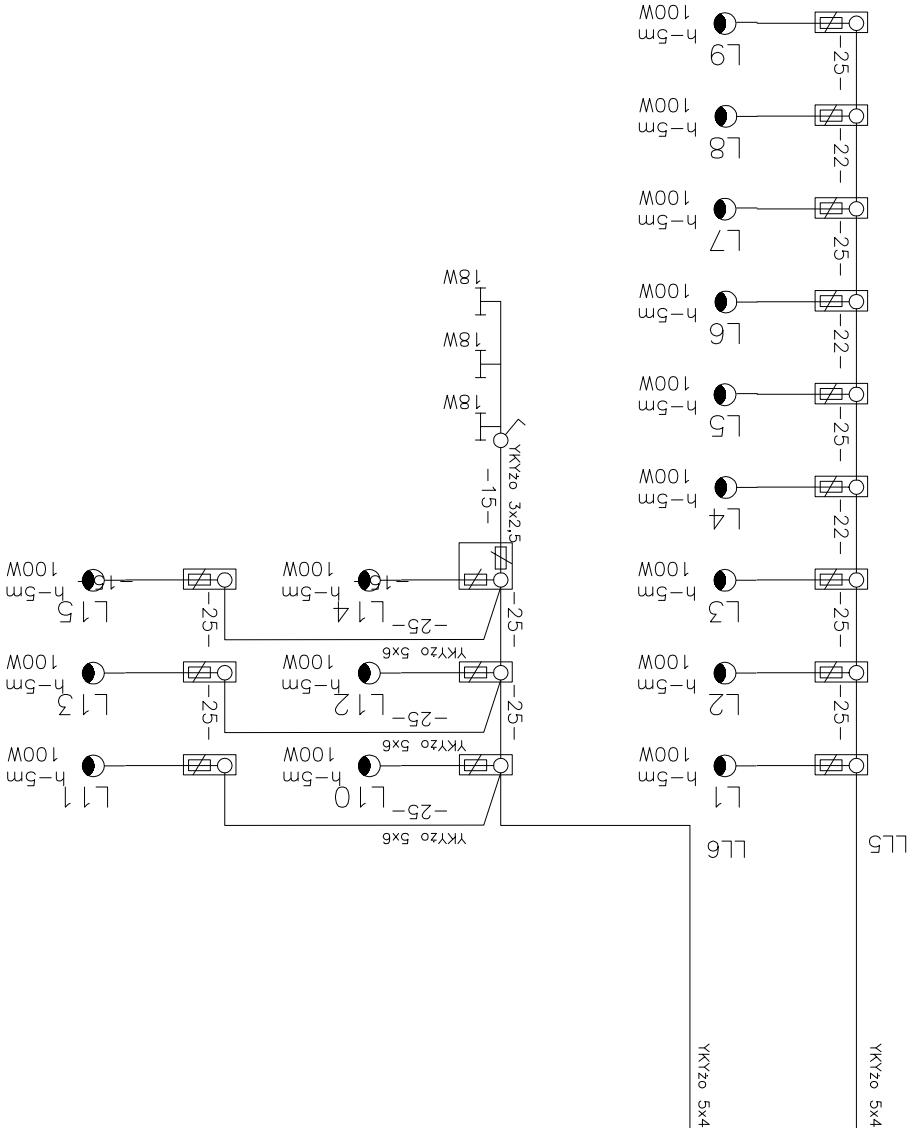 100W
h-5m
L9
-25-
100W
h-5m
L8
-22-
100W
h-5m
L7
-25-
100W
h-5m
L6
-22-
100W
h-5m
L5
-25-
100W
h-5m
L4
-22-
100W
h-5m
L3
-25-
100W
h-5m
L2
-25-
100W
h-5m
L1
18W
18W
18W
YKYżo 3x2,5
-15-
100W
h-5m
L15
-15-
-25-
100W
h-5m
L14
-15-
-25-
-25-
YKYżo 5x6
100W
h-5m
L13
-25-
100W
h-5m
L12
-25-
-25-
YKYżo 5x6
100W
h-5m
L11
100W
h-5m
L10
-25-
YKYżo 5x6
LL6
LL5
YKYżo 5x4
YKYżo 5x4